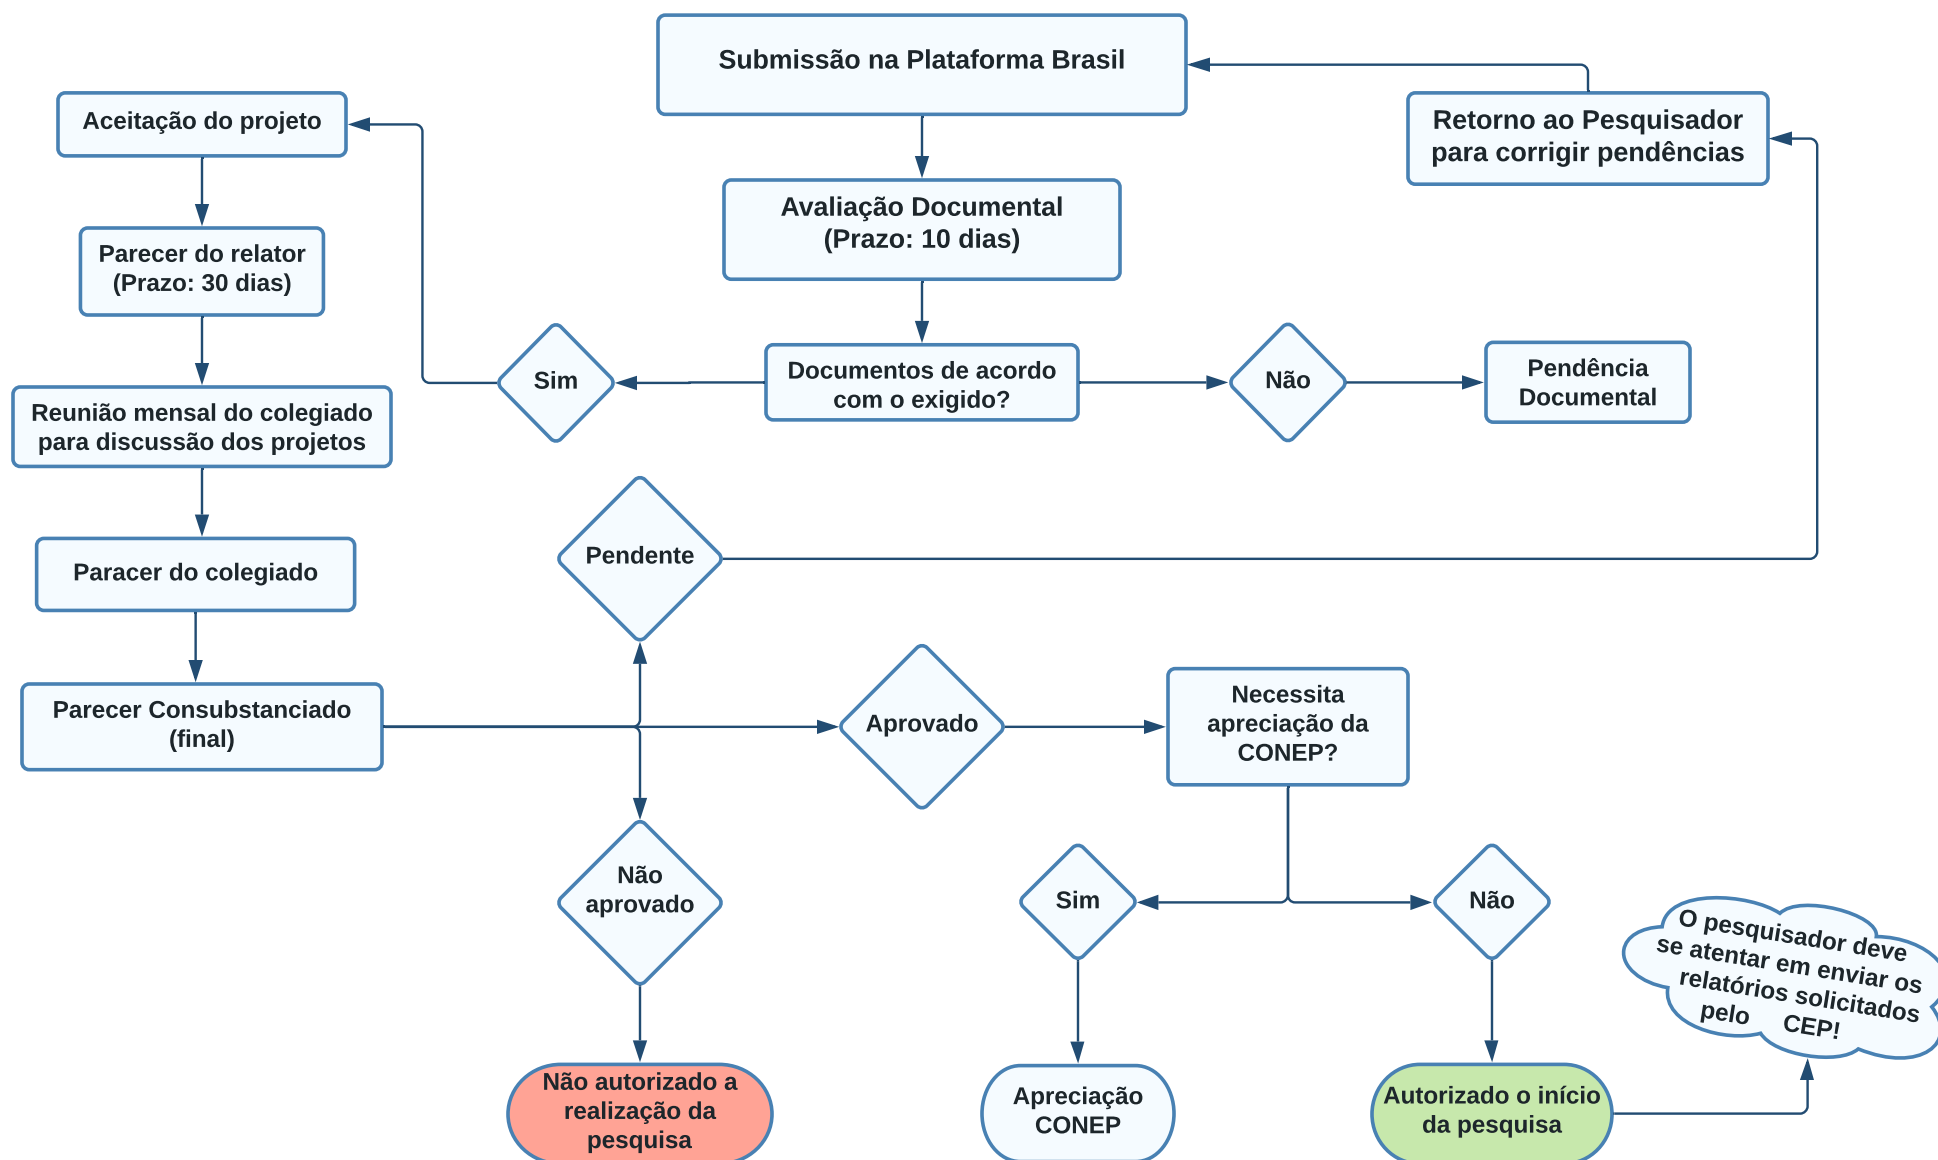 Submissão na Plataforma Brasil
Aceitação do projeto
Retorno ao Pesquisador
para corrigir pendências
Avaliação Documental
(Prazo: 10 dias)
Parecer do relator
(Prazo: 30 dias)
Sim
Documentos de acordo
com o exigido?
Não
Pendência
Documental
Reunião mensal do colegiado
para discussão dos projetos
Pendente
Paracer do colegiado
Parecer Consubstanciado
(final)
Aprovado
Necessita
apreciação da
CONEP?
Não
aprovado
Sim
Não
O pesquisador deve
se atentar em enviar os
relatórios solicitados
pelo CEP!
Não autorizado a
realização da
pesquisa
Apreciação
CONEP
Autorizado o início
da pesquisa